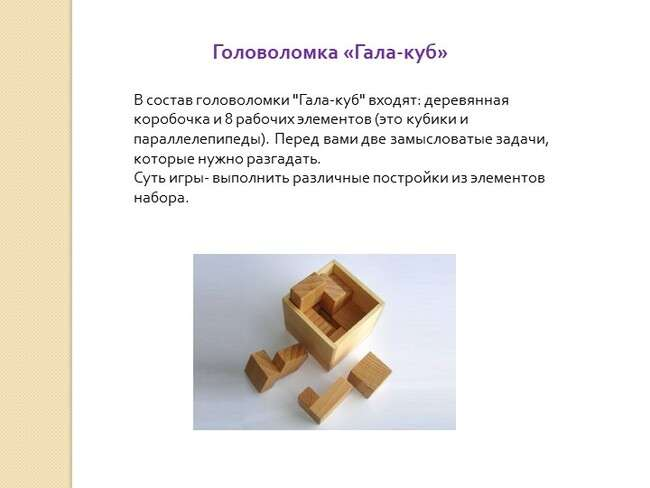 Головоломка «Гала-куб»
В состав головоломки "Гала-куб" входят: деревянная
коробочка и 8 рабочих элементов (это кубики и
параллелепипеды). Перед вами две замысловатые задачи,
которые нужно разгадать.
Суть игры- выполнить различные постройки из элементов
набора.